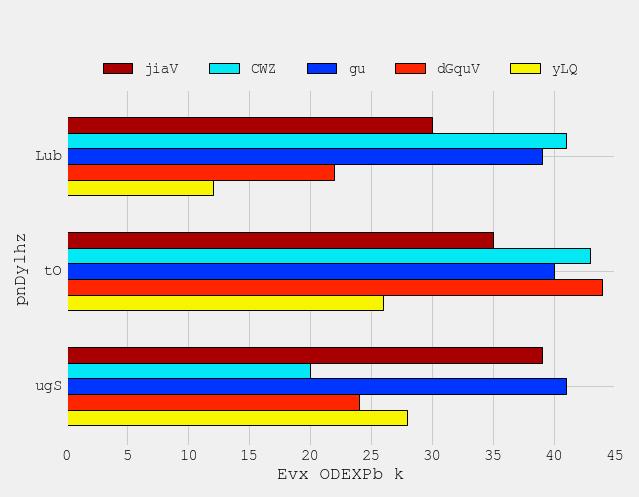 jiaV CWZ gu dGquV yLQ
Lub
tO
ugS
pnDylhz
0 5 10 15 20 25 30 35 40 45
Evx ODEXPb k